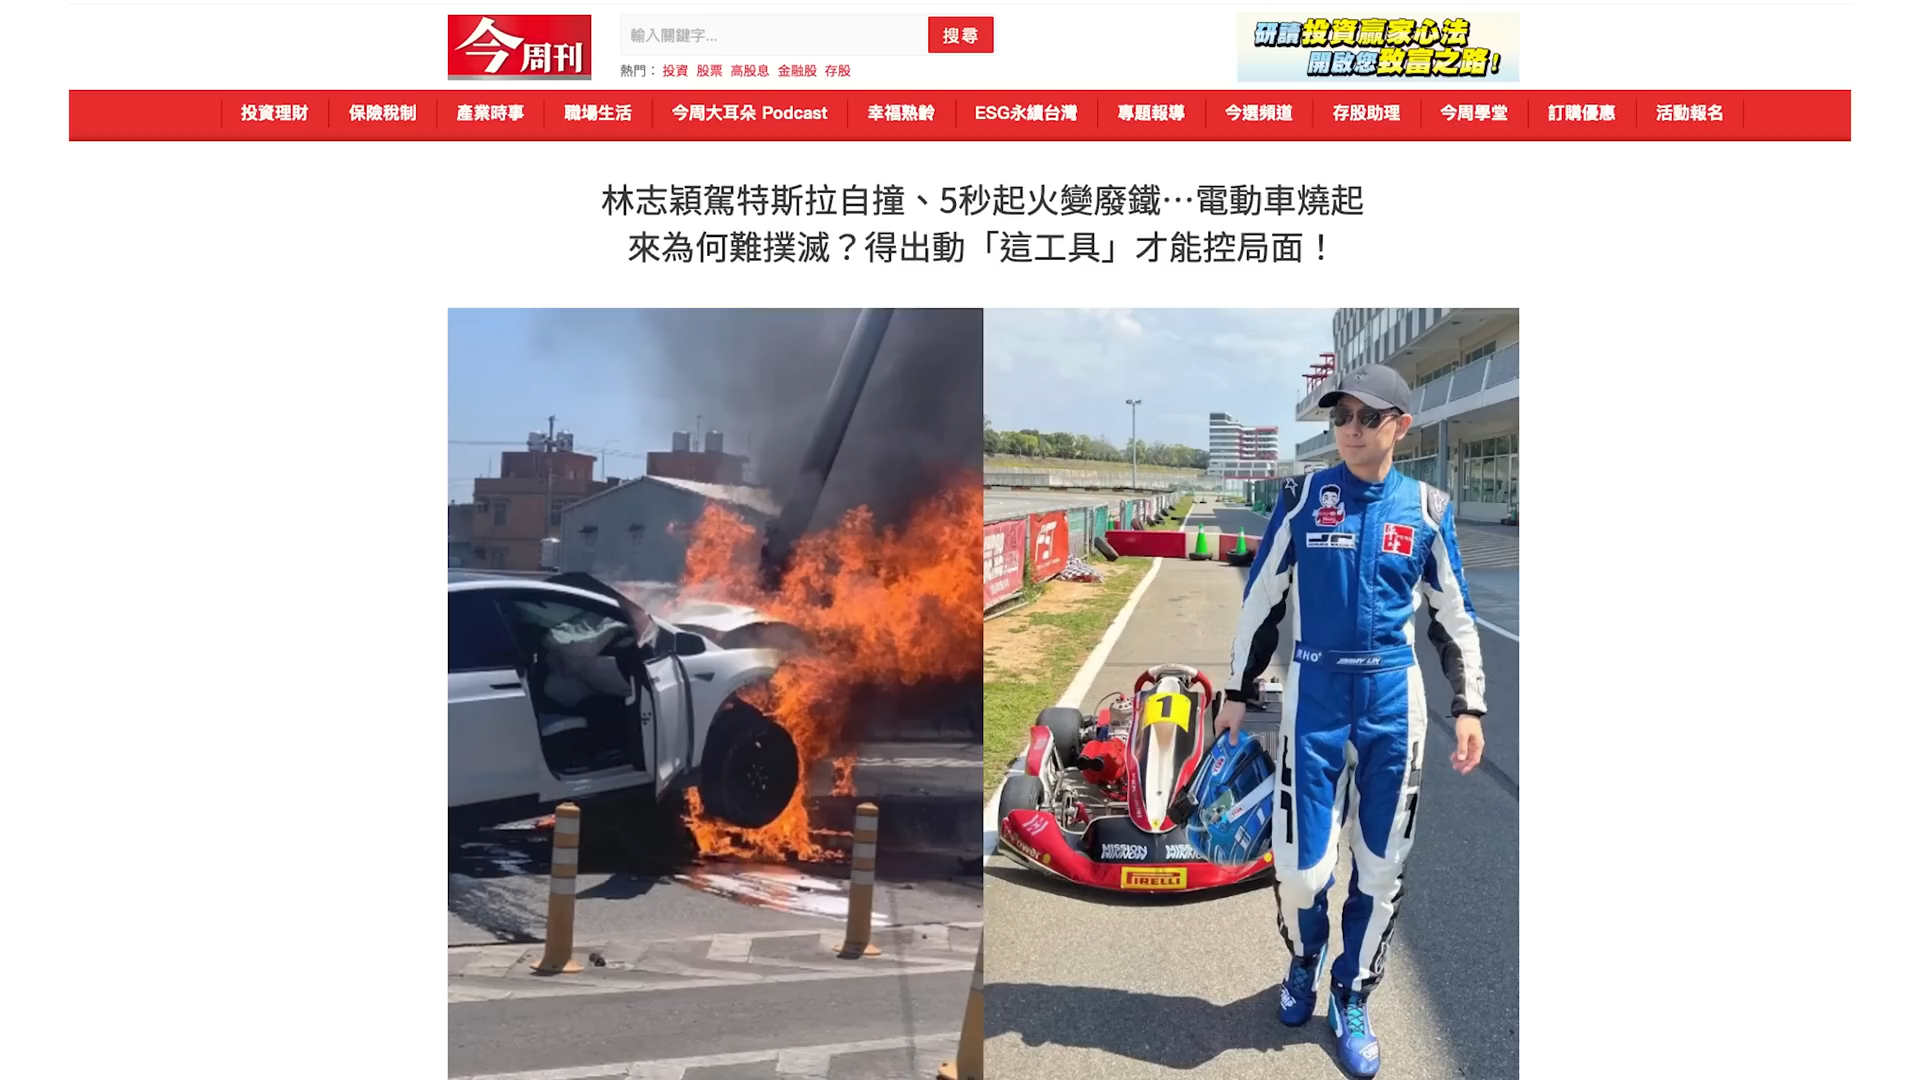 今周刊
輸入關鍵字...
搜尋
熱門： 投資 股票 高股息 金融股 存股
研讀投資贏家心法
開啟您致富之路！
投資理財 保險稅制 產業時事 職場生活 今周大耳朵 Podcast 幸福熟齡 ESG永續台灣 專題報導 今選頻道 存股助理 今周學堂 訂購優惠 活動報名
林志穎駕特斯拉自撞、5秒起火變廢鐵…電動車燒起
來為何難撲滅？得出動「這工具」才能控局面！
RHO+
JIMMY LIN
1
MISSION
WINNOW
PIRELLI